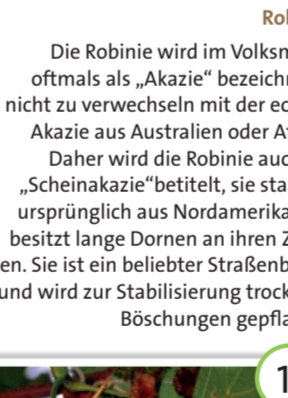 Rol
Die Robinie wird im Volksm
oftmals als „Akazie“ bezeichn
nicht zu verwechseln mit der ec
Akazie aus Australien oder Af
Daher wird die Robinie auc
„Scheinakazie“betitelt, sie sta
ursprünglich aus Nordamerika
besitzt lange Dornen an ihren Z
en. Sie ist ein beliebter Straßenb
und wird zur Stabilisierung trock
Böschungen gepfla
1